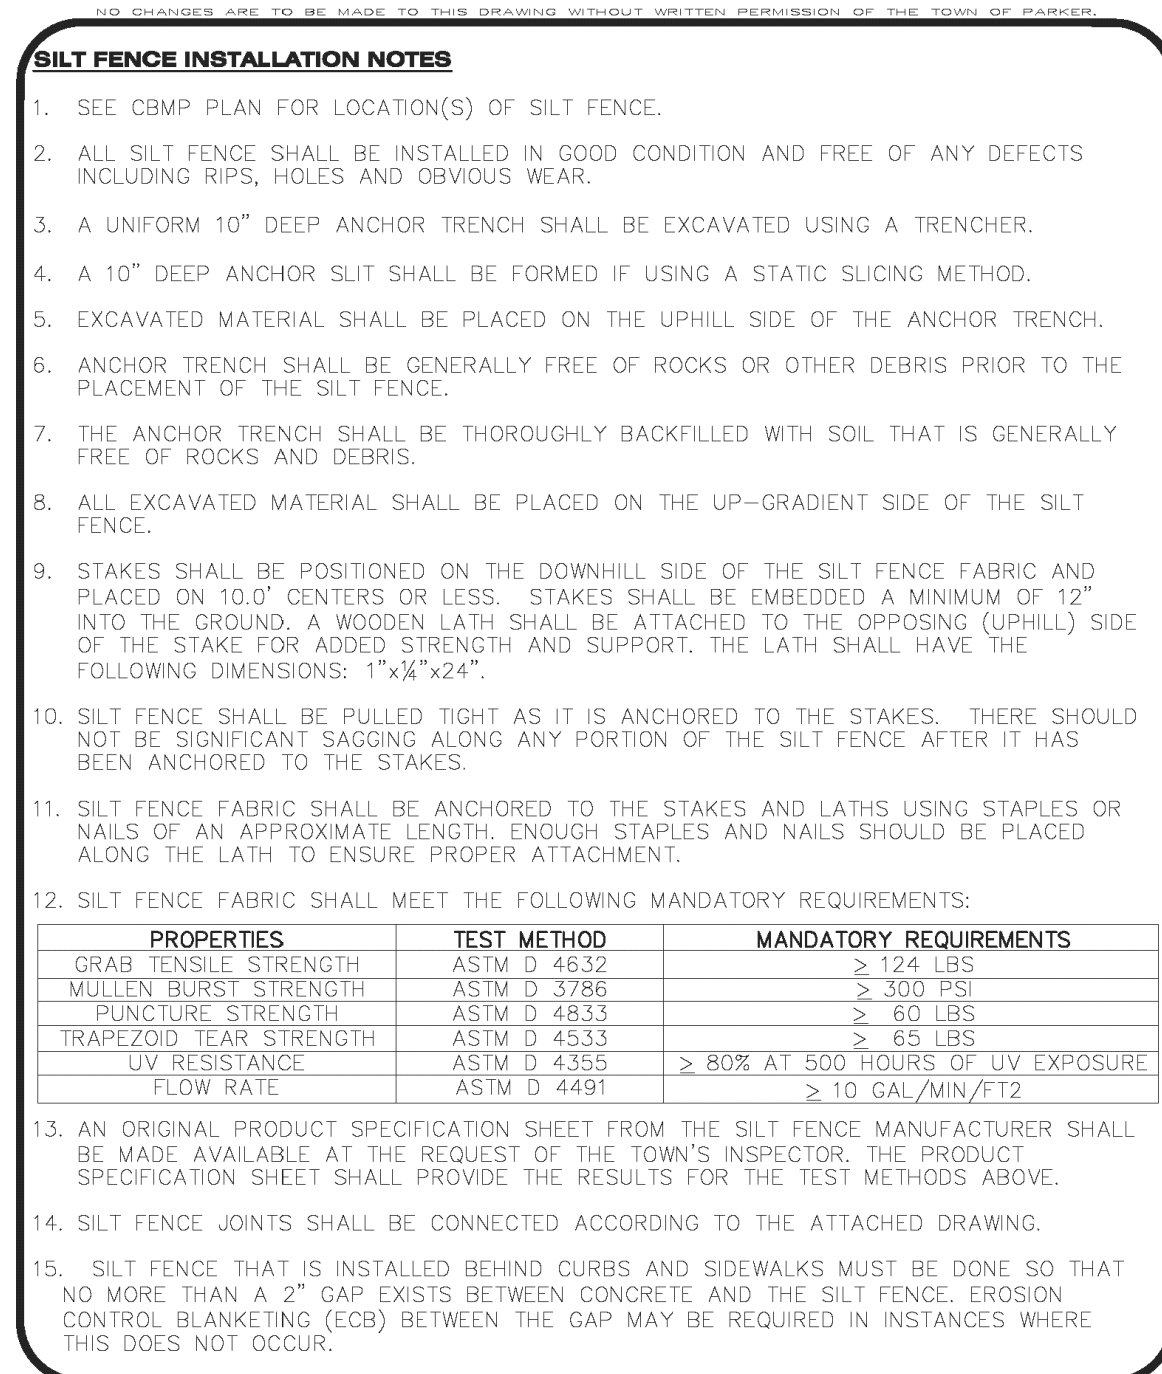 NO CHANGES ARE TO BE MADE TO THIS DRAWING WITHOUT WRITTEN PERMISSION OF THE TOWN OF PARKER.
SILT FENCE INSTALLATION NOTES
1. SEE CBMP PLAN FOR LOCATION(S) OF SILT FENCE.
2. ALL SILT FENCE SHALL BE INSTALLED IN GOOD CONDITION AND FREE OF ANY DEFECTS
INCLUDING RIPS, HOLES AND OBVIOUS WEAR.
3. A UNIFORM 10" DEEP ANCHOR TRENCH SHALL BE EXCAVATED USING A TRENCHER.
4. A 10" DEEP ANCHOR SLIT SHALL BE FORMED IF USING A STATIC SLICING METHOD.
5. EXCAVATED MATERIAL SHALL BE PLACED ON THE UPHILL SIDE OF THE ANCHOR TRENCH.
6. ANCHOR TRENCH SHALL BE GENERALLY FREE OF ROCKS OR OTHER DEBRIS PRIOR TO THE
PLACEMENT OF THE SILT FENCE.
7. THE ANCHOR TRENCH SHALL BE THOROUGHLY BACKFILLED WITH SOIL THAT IS GENERALLY
FREE OF ROCKS AND DEBRIS.
8. ALL EXCAVATED MATERIAL SHALL BE PLACED ON THE UP-GRADIENT SIDE OF THE SILT
FENCE.
9. STAKES SHALL BE POSITIONED ON THE DOWNHILL SIDE OF THE SILT FENCE FABRIC AND
PLACED ON 10.0' CENTERS OR LESS. STAKES SHALL BE EMBEDDED A MINIMUM OF 12"
INTO THE GROUND. A WOODEN LATH SHALL BE ATTACHED TO THE OPPOSING (UPHILL) SIDE
OF THE STAKE FOR ADDED STRENGTH AND SUPPORT. THE LATH SHALL HAVE THE
FOLLOWING DIMENSIONS: 1"x¼"x24".
10. SILT FENCE SHALL BE PULLED TIGHT AS IT IS ANCHORED TO THE STAKES. THERE SHOULD
NOT BE SIGNIFICANT SAGGING ALONG ANY PORTION OF THE SILT FENCE AFTER IT HAS
BEEN ANCHORED TO THE STAKES.
11. SILT FENCE FABRIC SHALL BE ANCHORED TO THE STAKES AND LATHS USING STAPLES OR
NAILS OF AN APPROXIMATE LENGTH. ENOUGH STAPLES AND NAILS SHOULD BE PLACED
ALONG THE LATH TO ENSURE PROPER ATTACHMENT.
12. SILT FENCE FABRIC SHALL MEET THE FOLLOWING MANDATORY REQUIREMENTS:
PROPERTIES TEST METHOD MANDATORY REQUIREMENTS
GRAB TENSILE STRENGTH ASTM D 4632 ≥ 124 LBS
MULLEN BURST STRENGTH ASTM D 3786 ≥ 300 PSI
PUNCTURE STRENGTH ASTM D 4833 ≥ 60 LBS
TRAPEZOID TEAR STRENGTH ASTM D 4533 ≥ 65 LBS
UV RESISTANCE ASTM D 4355 ≥ 80% AT 500 HOURS OF UV EXPOSURE
FLOW RATE ASTM D 4491 ≥ 10 GAL/MIN/FT2
13. AN ORIGINAL PRODUCT SPECIFICATION SHEET FROM THE SILT FENCE MANUFACTURER SHALL
BE MADE AVAILABLE AT THE REQUEST OF THE TOWN'S INSPECTOR. THE PRODUCT
SPECIFICATION SHEET SHALL PROVIDE THE RESULTS FOR THE TEST METHODS ABOVE.
14. SILT FENCE JOINTS SHALL BE CONNECTED ACCORDING TO THE ATTACHED DRAWING.
15. SILT FENCE THAT IS INSTALLED BEHIND CURBS AND SIDEWALKS MUST BE DONE SO THAT
NO MORE THAN A 2" GAP EXISTS BETWEEN CONCRETE AND THE SILT FENCE. EROSION
CONTROL BLANKETING (ECB) BETWEEN THE GAP MAY BE REQUIRED IN INSTANCES WHERE
THIS DOES NOT OCCUR.